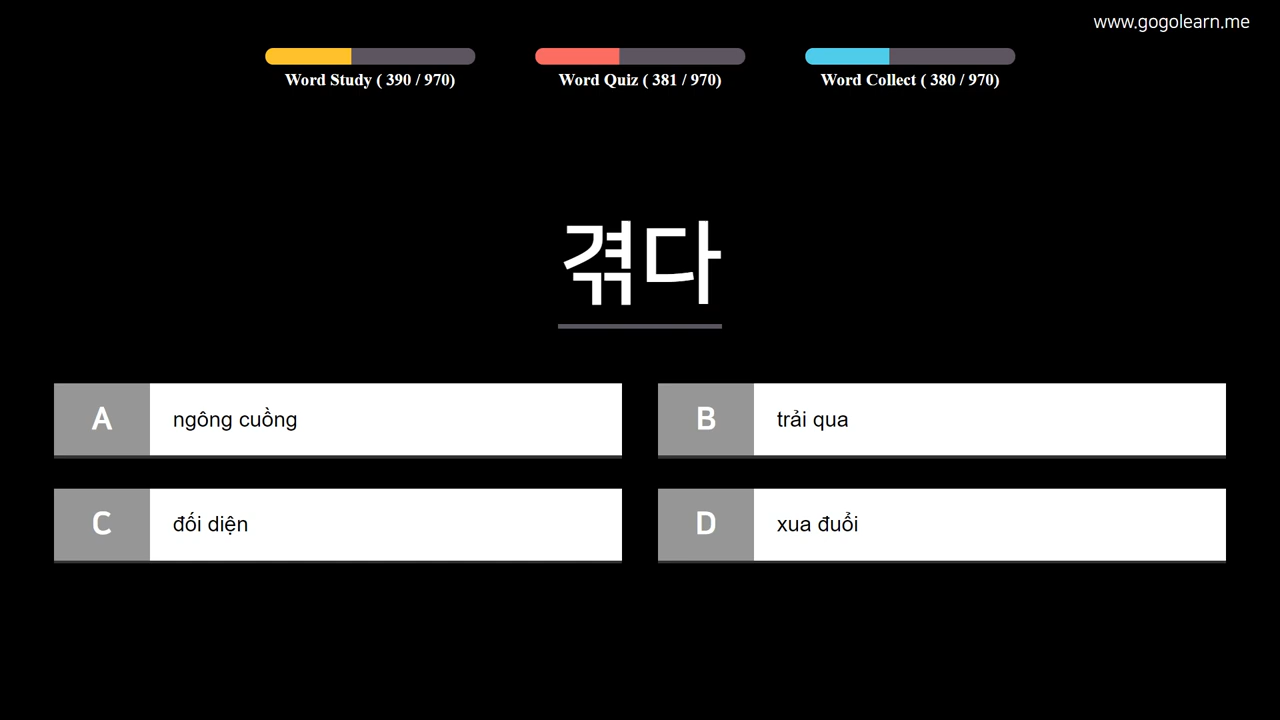 www.gogolearn.me
Word Study ( 390 / 970)
Word Quiz ( 381 / 970)
Word Collect ( 380 / 970)
겪다
A ngông cuồng
B trải qua
C đối diện
D xua đuổi